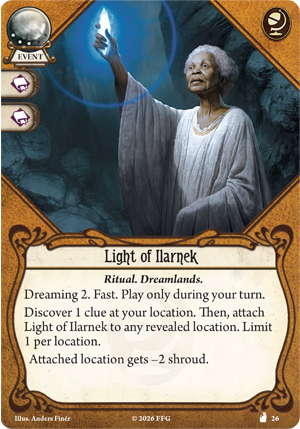 EVENT
Light of Ilarnek
Ritual. Dreamlands.
Dreaming 2. Fast. Play only during your turn.
Discover 1 clue at your location. Then, attach
Light of Ilarnek to any revealed location. Limit
1 per location.
Attached location gets –2 shroud.
Illus. Anders Finér
© 2026 FFG
26